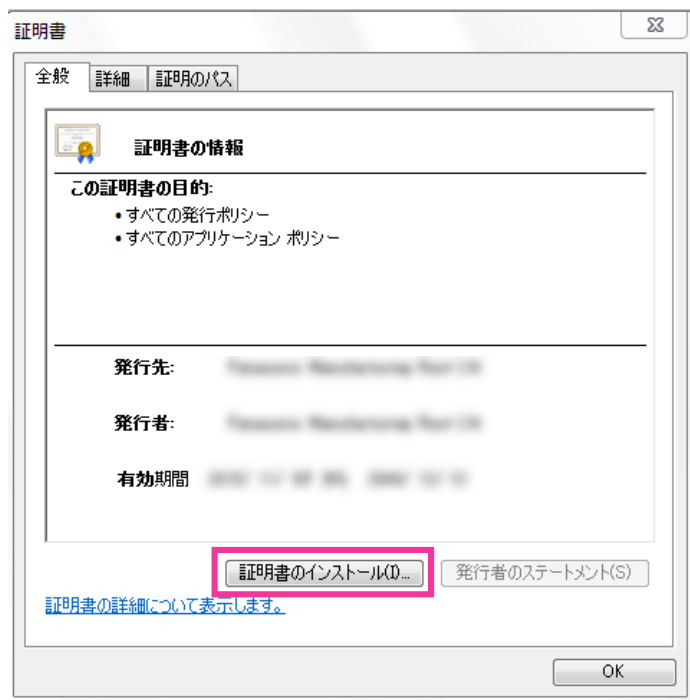 証明書
全般 詳細 証明のパス
証明書の情報
この証明書の目的:
•すべての発行ポリシー
•すべてのアプリケーション ポリシー
発行先:
発行者:
有効期間
証明書のインストール(I)... 発行者のステートメント(S)
証明書の詳細について表示します。
OK